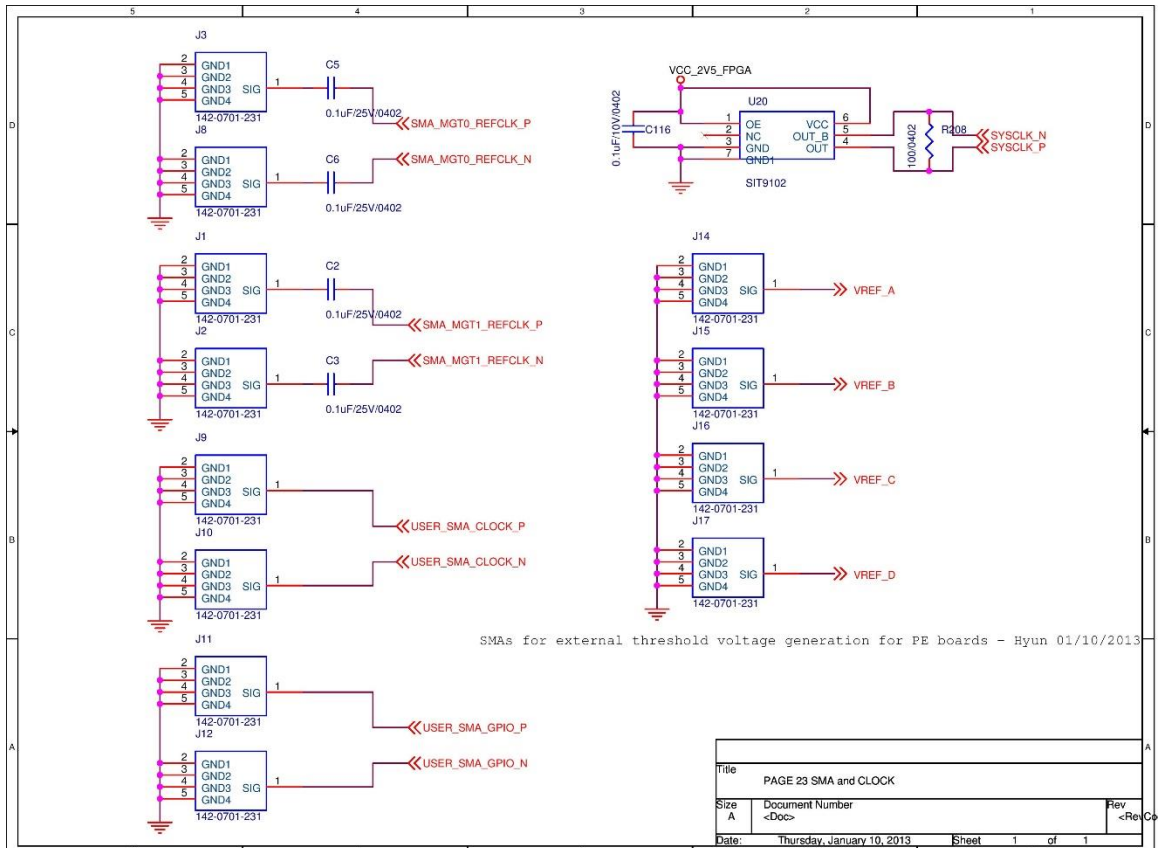 5 4 3 2 1
J3
2 GND1
3 GND2
4 GND3 SIG 1
5 GND4
142-0701-231
C5
0.1uF/25V/0402
SMA_MGT0_REFCLK_P
J8
2 GND1
3 GND2
4 GND3 SIG 1
5 GND4
142-0701-231
C6
0.1uF/25V/0402
SMA_MGT0_REFCLK_N
VCC_2V5_FPGA
0.1uF/10V/0402
C116
U20
1 OE VCC 6
2 NC OUT_B 5
3 GND OUT 4
7 GND1
SIT9102
100/0402
R208
SYSCLK_N
SYSCLK_P
D
D
J1
2 GND1
3 GND2
4 GND3 SIG 1
5 GND4
142-0701-231
C2
0.1uF/25V/0402
SMA_MGT1_REFCLK_P
J2
2 GND1
3 GND2
4 GND3 SIG 1
5 GND4
142-0701-231
C3
0.1uF/25V/0402
SMA_MGT1_REFCLK_N
C
C
J14
2 GND1
3 GND2
4 GND3 SIG 1
5 GND4
142-0701-231
VREF_A
J15
2 GND1
3 GND2
4 GND3 SIG 1
5 GND4
142-0701-231
VREF_B
J16
2 GND1
3 GND2
4 GND3 SIG 1
5 GND4
142-0701-231
VREF_C
J17
2 GND1
3 GND2
4 GND3 SIG 1
5 GND4
142-0701-231
VREF_D
J9
2 GND1
3 GND2
4 GND3 SIG 1
5 GND4
142-0701-231
USER_SMA_CLOCK_P
J10
2 GND1
3 GND2
4 GND3 SIG 1
5 GND4
142-0701-231
USER_SMA_CLOCK_N
B
B
SMAs for external threshold voltage generation for PE boards - Hyun 01/10/2013
J11
2 GND1
3 GND2
4 GND3 SIG 1
5 GND4
142-0701-231
USER_SMA_GPIO_P
J12
2 GND1
3 GND2
4 GND3 SIG 1
5 GND4
142-0701-231
USER_SMA_GPIO_N
A
A
Title
PAGE 23 SMA and CLOCK
Size Document Number Rev
A <Doc> <RevCo
Date: Thursday, January 10, 2013 Sheet 1 of 1